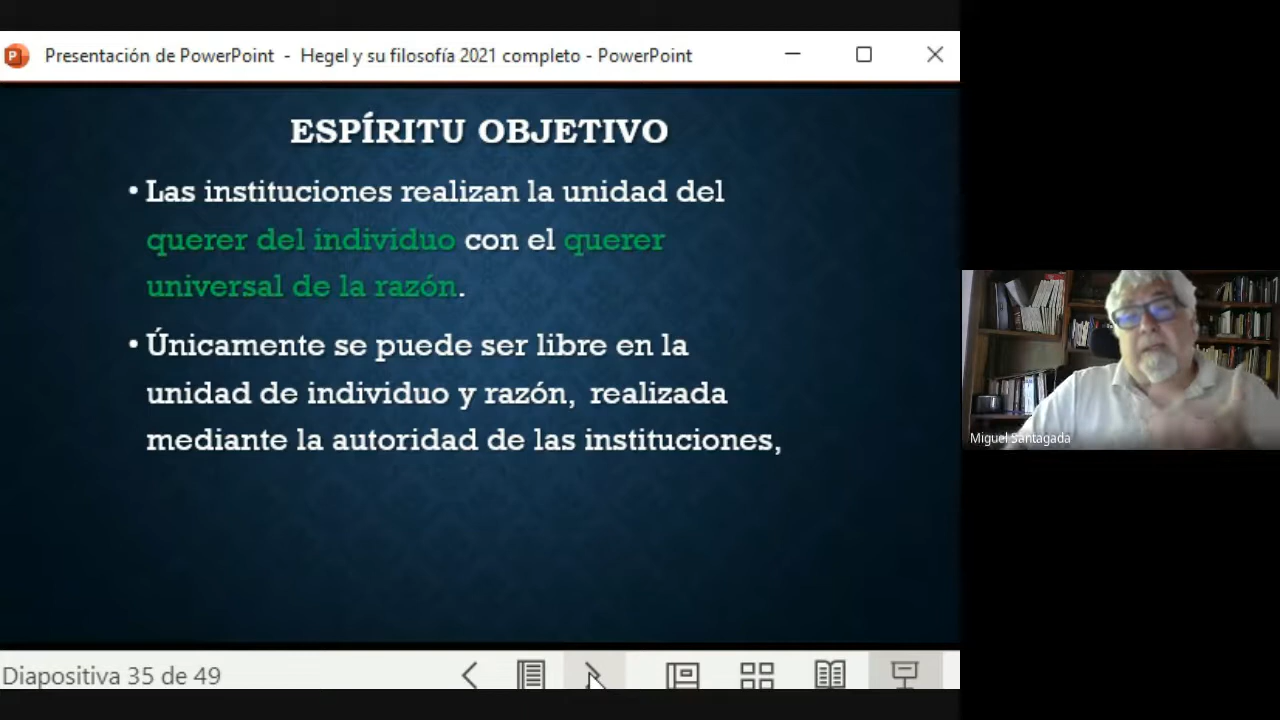 Presentación de PowerPoint - Hegel y su filosofía 2021 completo - PowerPoint
ESPÍRITU OBJETIVO
• Las instituciones realizan la unidad del
querer del individuo con el querer
universal de la razón.
• Únicamente se puede ser libre en la
unidad de individuo y razón, realizada
mediante la autoridad de las instituciones,
Miguel Santagada
Diapositiva 35 de 49